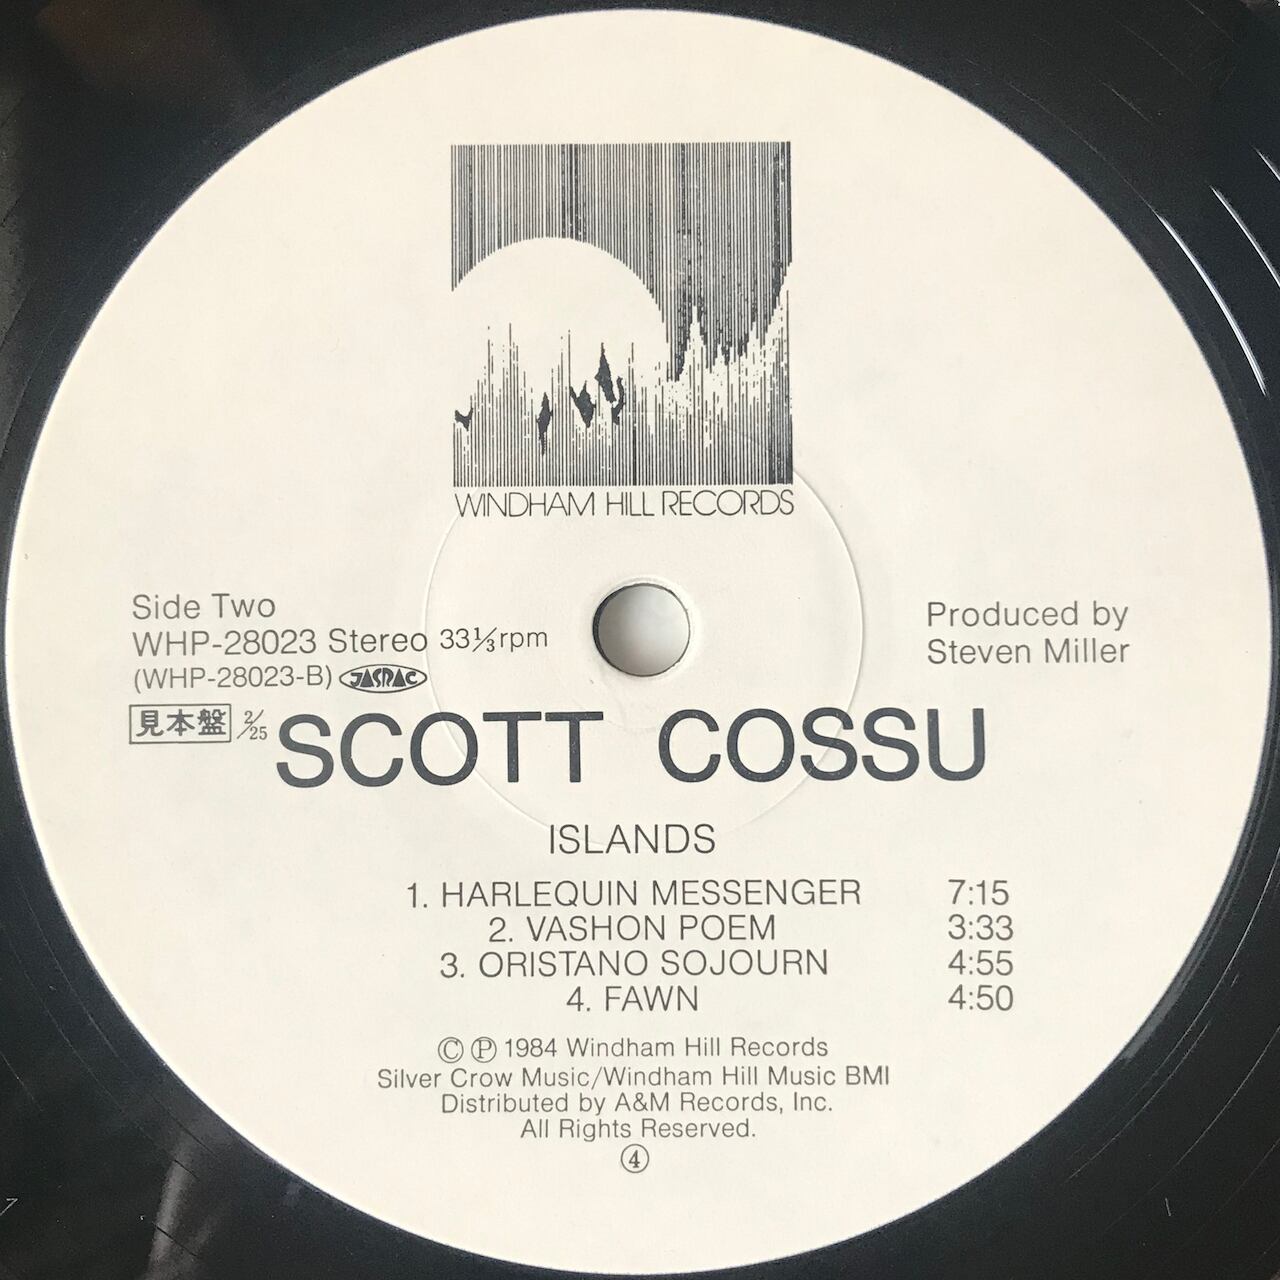 WINDHAM HILL RECORDS
Side Two
WHP-28023 Stereo 33⅓rpm
(WHP-28023-B) JASRAC
見本盤 2/25
Produced by
Steven Miller
SCOTT COSSU
ISLANDS
1. HARLEQUIN MESSENGER 7:15
2. VASHON POEM 3:33
3. ORISTANO SOJOURN 4:55
4. FAWN 4:50
Ⓒ Ⓟ 1984 Windham Hill Records
Silver Crow Music/Windham Hill Music BMI
Distributed by A&M Records, Inc.
All Rights Reserved.
④